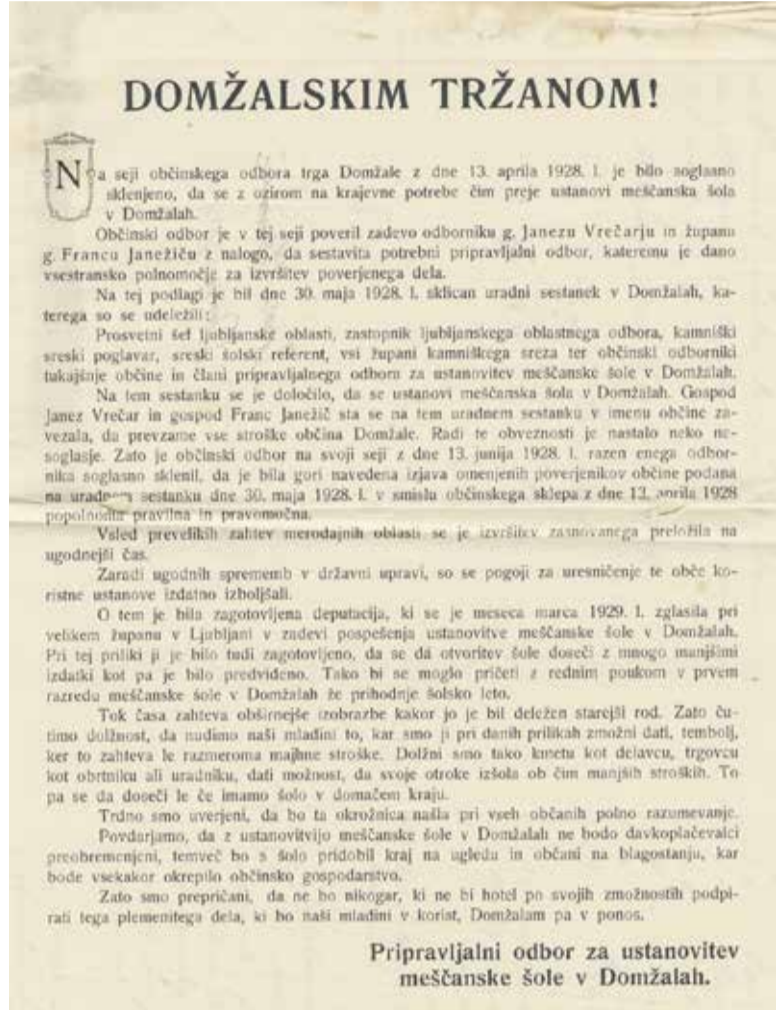 DOMŽALSKIM TRŽANOM!
Na seji občinskega odbora trga Domžale z dne 13. aprila 1928. l. je bilo soglasno
sklenjeno, da se z ozirom na krajevne potrebe čim preje ustanovi meščanska šola
v Domžalah.
Občinski odbor je v tej seji poveril zadevo odborniku g. Janezu Vrečarju in županu
g. Francu Janežiču z nalogo, da sestavita potrebni pripravljalni odbor, kateremu je dano
vsestransko polnomočje za izvršitev poverjenega dela.
Na tej podlagi je bil dne 30. maja 1928. l. sklican uradni sestanek v Domžalah, ka-
terega so se udeležili:
Prosvetni šef ljubljanske oblasti, zastopnik ljubljanskega oblastnega odbora, kamniški
sreski poglavar, sreski šolski referent, vsi župani kamniškega sreza ter občinski odborniki
tukajšnje občine in člani pripravljalnega odbora za ustanovitev meščanske šole v Domžalah.
Na tem sestanku se je določilo, da se ustanovi meščanska šola v Domžalah. Gospod
Janez Vrečar in gospod Franc Janežič sta se na tem uradnem sestanku v imenu občine za-
vezala, da prevzame vse stroške občina Domžale. Radi te obveznosti je nastalo neko ne-
soglasje. Zato je občinski odbor na svoji seji z dne 13. junija 1928. l. razen enega odbor-
nika soglasno sklenil, da je bila gori navedena izjava omenjenih poverjenikov občine podana
na uradnem sestanku dne 30. maja 1928. l. v smislu občinskega sklepa z dne 13. aprila 1928
popolnoma pravilna in pravomočna.
Vsled prevelikih zahtev merodajnih oblasti se je izvršitev zasnovanega preložila na
ugodnejši čas.
Zaradi ugodnih sprememb v državni upravi, so se pogoji za uresničenje te obče ko-
ristne ustanove izdatno izboljšali.
O tem je bila zagotovljena deputacija, ki se je meseca marca 1929. l. zglasila pri
velikem županu v Ljubljani v zadevi pospešenja ustanovitve meščanske šole v Domžalah.
Pri tej priliki ji je bilo tudi zagotovljeno, da se da otvoritev šole doseči z mnogo manjšimi
izdatki kot pa je bilo predvideno. Tako bi se moglo pričeti z rednim poukom v prvem
razredu meščanske šole v Domžalah že prihodnje šolsko leto.
Tok časa zahteva obširnejše izobrazbe kakor jo je bil deležen starejši rod. Zato ču-
timo dolžnost, da nudimo naši mladini to, kar smo ji pri danih prilikah zmožni dati, tembolj,
ker to zahteva le razmeroma majhne stroške. Dolžni smo tako kmetu kot delavcu, trgovcu
kot obrtniku ali uradniku, dati možnost, da svoje otroke izšola ob čim manjših stroških. To
pa se da doseči le če imamo šolo v domačem kraju.
Trdno smo uverjeni, da bo ta okrožnica našla pri vseh občanih polno razumevanje.
Povdarjamo, da z ustanovitvijo meščanske šole v Domžalah ne bodo davkoplačevalci
preobremenjeni, temveč bo s šolo pridobil kraj na ugledu in občani na blagostanju, kar
bode vsekakor okrepilo občinsko gospodarstvo.
Zato smo prepričani, da ne bo nikogar, ki ne bi hotel po svojih zmožnostih podpi-
rati tega plemenitega dela, ki bo naši mladini v korist, Domžalam pa v ponos.
Pripravljalni odbor za ustanovitev
meščanske šole v Domžalah.